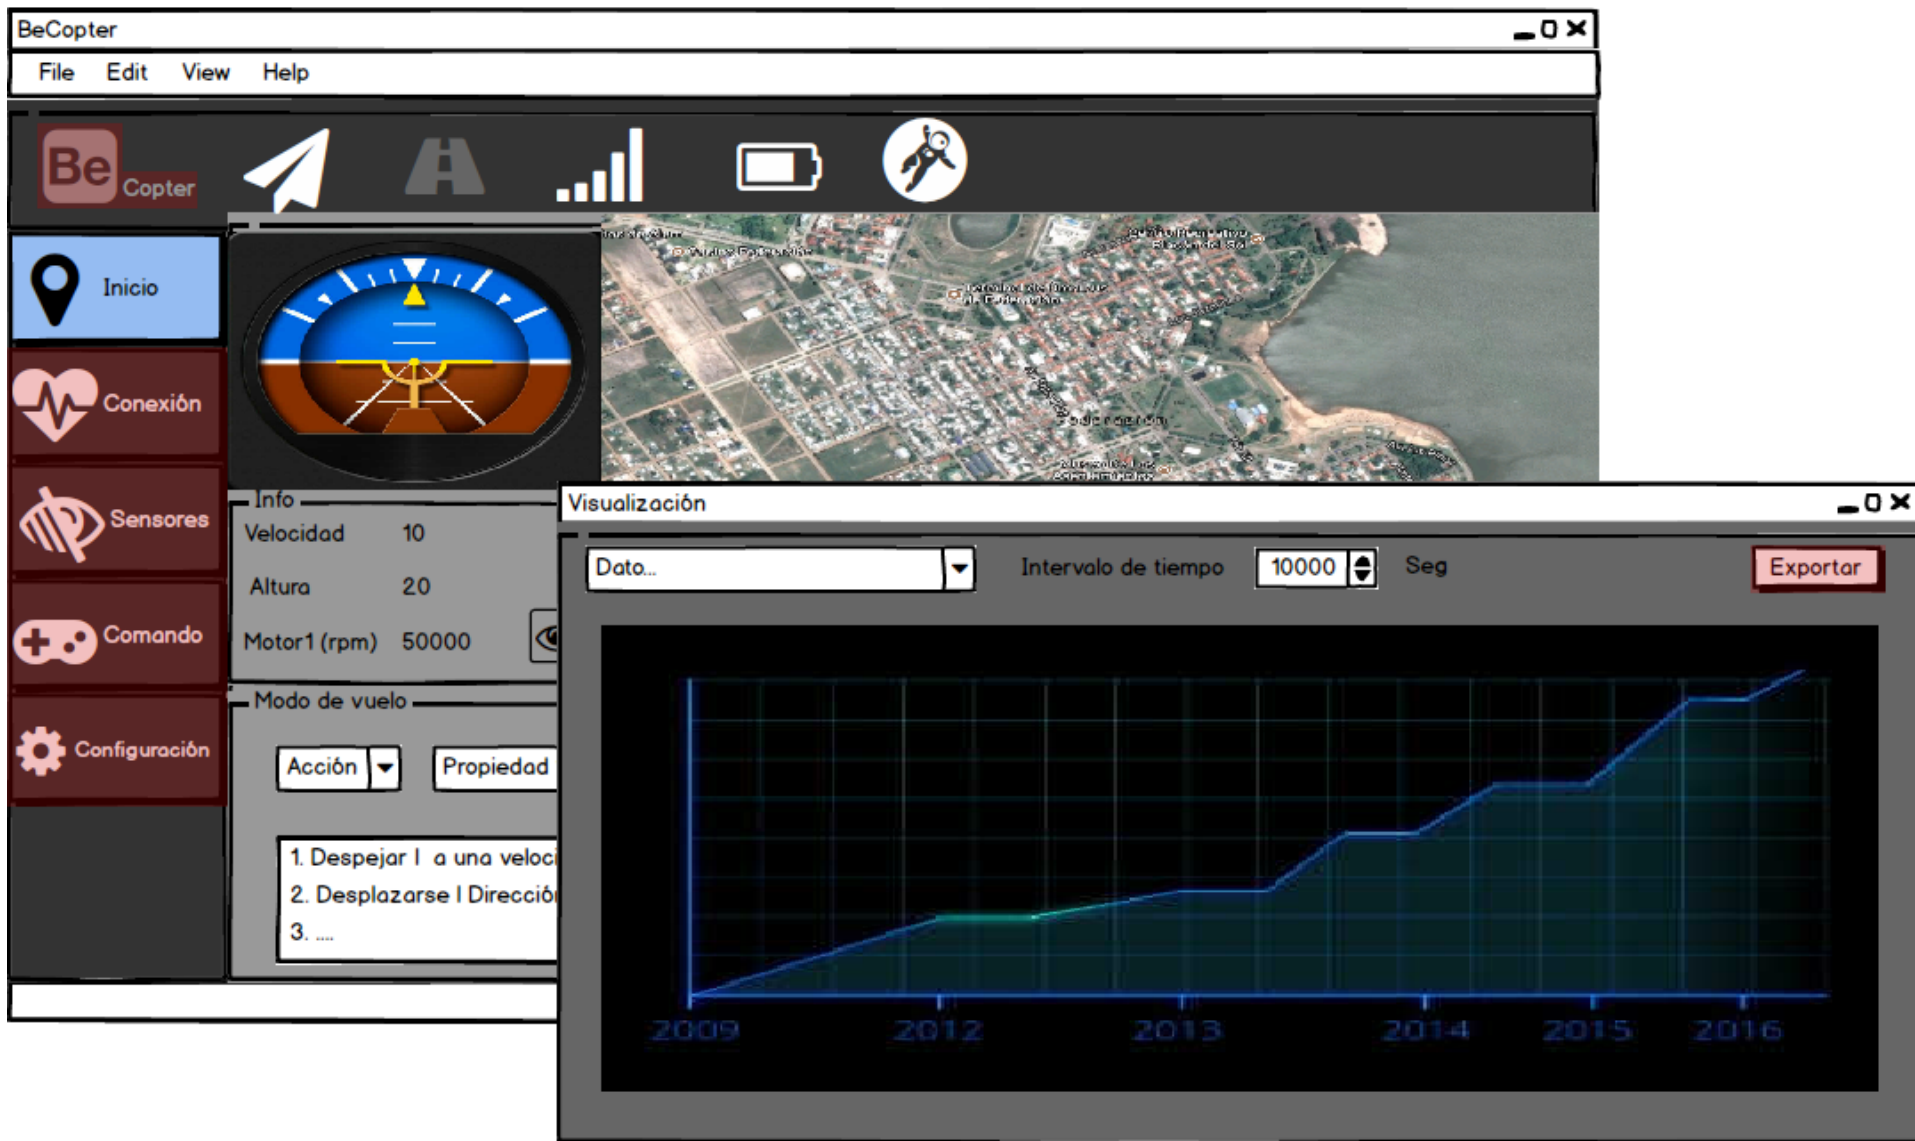 BeCopter
File Edit View Help
Be Copter
Inicio
Conexión
Sensores
Comando
Configuración
Federación
Info
Velocidad 10
Altura 20
Motor1 (rpm) 50000
Modo de vuelo
Acción Propiedad
1. Despejar | a una veloci
2. Desplazarse | Dirección
3. ....
Visualización
Dato... Intervalo de tiempo 10000 Seg Exportar
2009 2012 2013 2014 2015 2016